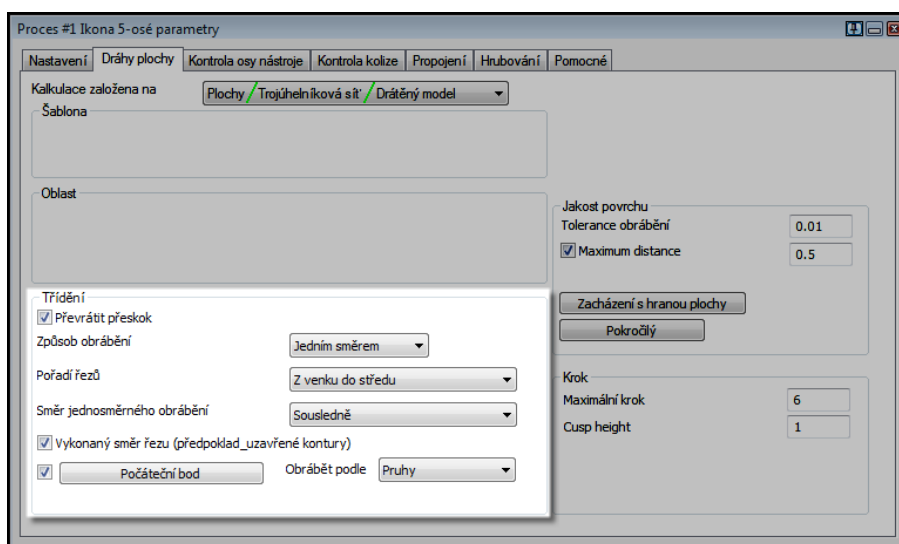 Proces #1 Ikona 5-osé parametry
Nastavení Dráhy plochy Kontrola osy nástroje Kontrola kolize Propojení Hrubování Pomocné
Kalkulace založena na Plochy / Trojúhelníková síť / Drátěný model
Šablona
Oblast
Třídění
Převrátit přeskok
Způsob obrábění Jedním směrem
Pořadí řezů Z venku do středu
Směr jednosměrného obrábění Sousledně
Vykonaný směr řezu (předpoklad_uzavřené kontury)
Počáteční bod Obrábět podle Pruhy
Jakost povrchu
Tolerance obrábění 0.01
Maximum distance 0.5
Zacházení s hranou plochy
Pokročilý
Krok
Maximální krok 6
Cusp height 1